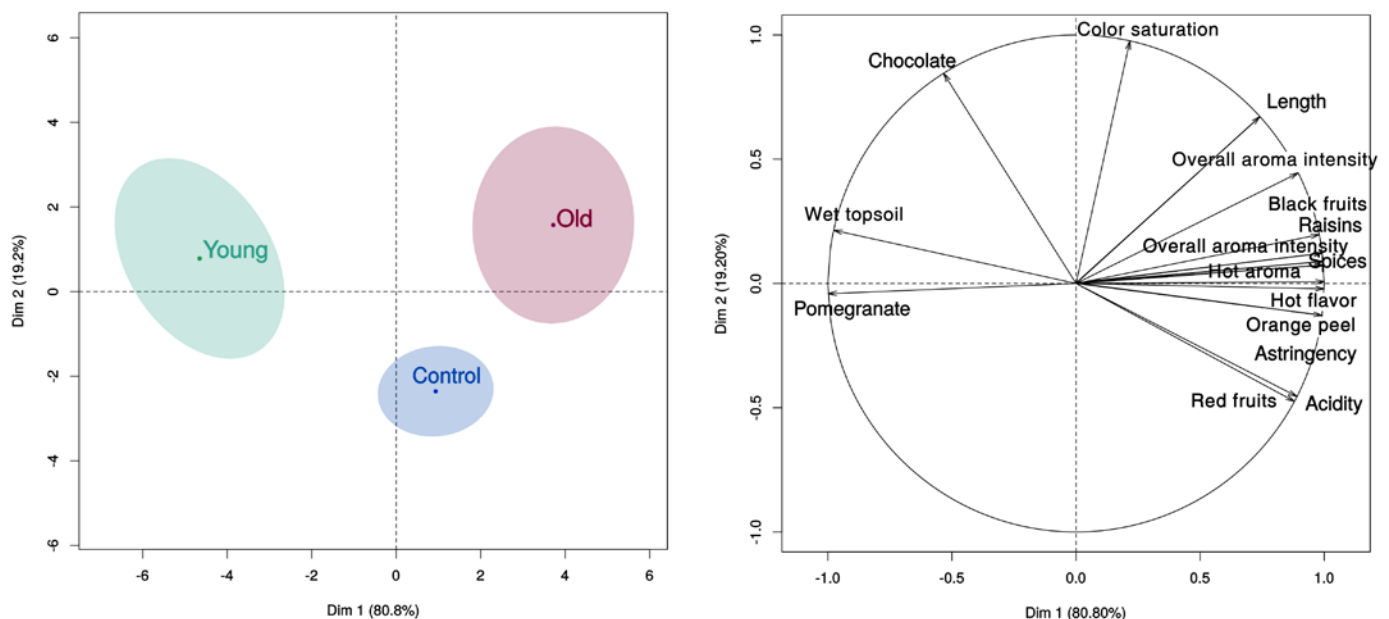 6
4
2
0
-2
-4
-6
Dim 2 (19.2%)
Young
Old
Control
-6
-4
-2
0
2
4
6
Dim 1 (80.8%)
1.0
0.5
0.0
-0.5
-1.0
Dim 2 (19.20%)
Color saturation
Chocolate
Length
Overall aroma intensity
Black fruits
Wet topsoil
Raisins
Overall aroma intensity
Spices
Hot aroma
Hot flavor
Pomegranate
Orange peel
Astringency
Red fruits
Acidity
-1.0
-0.5
0.0
0.5
1.0
Dim 1 (80.80%)